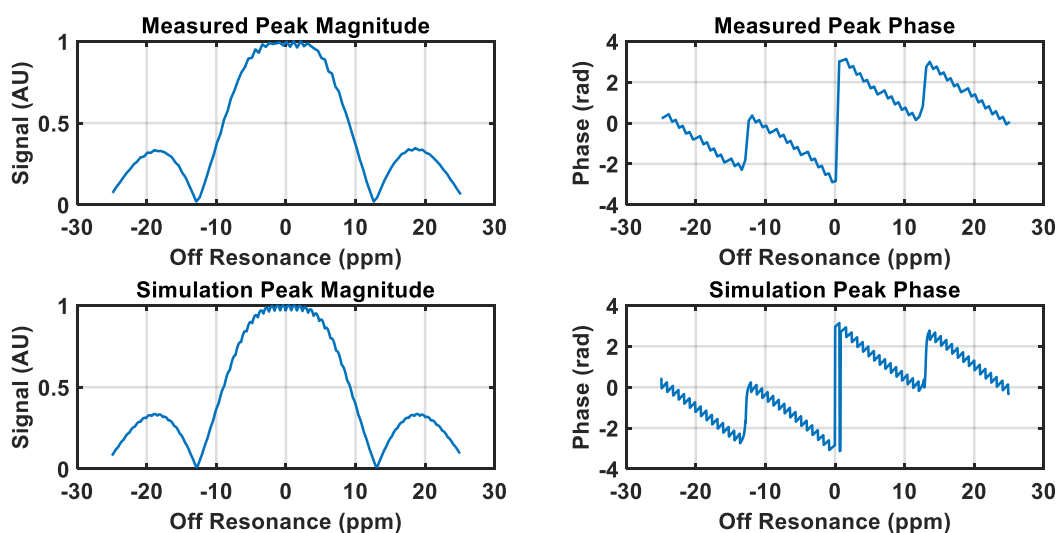 Measured Peak Magnitude
Signal (AU)
1
0.5
0
-30 -20 -10 0 10 20 30
Off Resonance (ppm)
Measured Peak Phase
Phase (rad)
4
2
0
-2
-4
-30 -20 -10 0 10 20 30
Off Resonance (ppm)
Simulation Peak Magnitude
Signal (AU)
1
0.5
0
-30 -20 -10 0 10 20 30
Off Resonance (ppm)
Simulation Peak Phase
Phase (rad)
4
2
0
-2
-4
-30 -20 -10 0 10 20 30
Off Resonance (ppm)